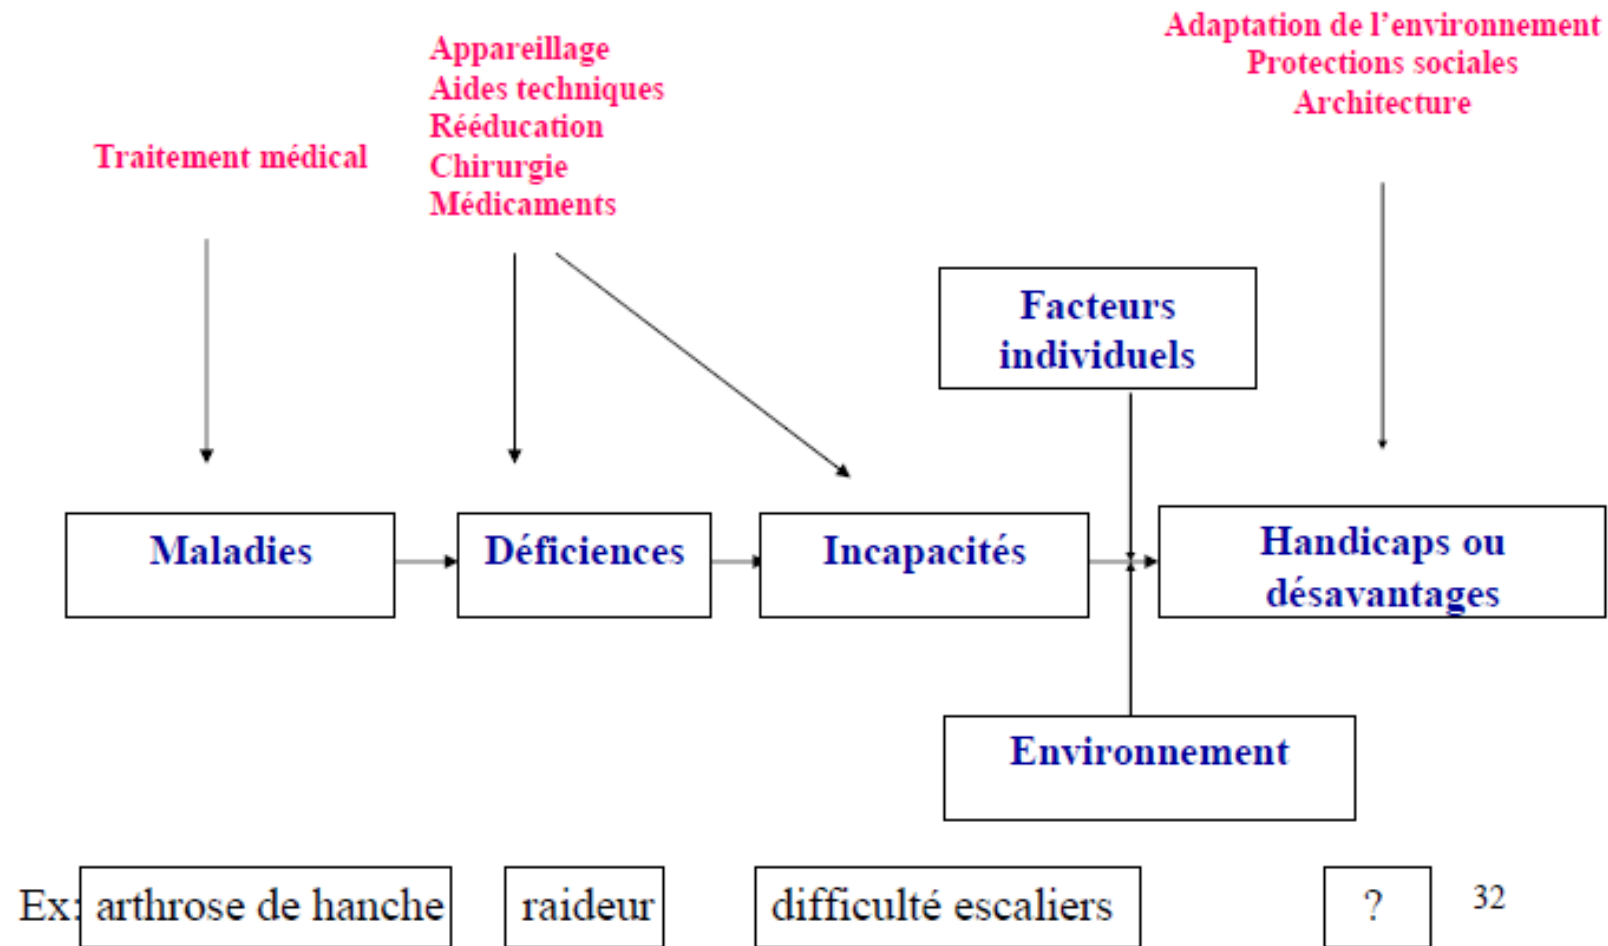 Adaptation de l’environnement
Protections sociales
Architecture
Appareillage
Aides techniques
Rééducation
Chirurgie
Médicaments
Traitement médical
Facteurs
individuels
Maladies
Déficiences
Incapacités
Handicaps ou
désavantages
Environnement
Ex: arthrose de hanche raideur difficulté escaliers ? 32